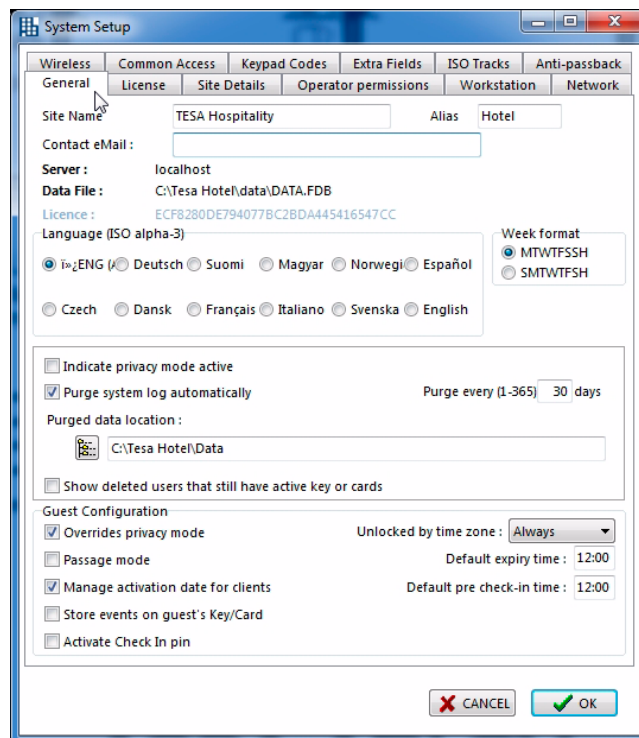 System Setup
Wireless Common Access Keypad Codes Extra Fields ISO Tracks Anti-passback
General License Site Details Operator permissions Workstation Network
Site Name TESA Hospitality Alias Hotel
Contact eMail :
Server : localhost
Data File : C:\Tesa Hotel\data\DATA.FDB
Licence : ECF8280DE794077BC2BDA445416547CC
Language (ISO alpha-3) Week format
ï»¿ENG (A Deutsch Suomi Magyar Norwegi Español MTWTFSSH
SMTWTFSH
Czech Dansk Français Italiano Svenska English
Indicate privacy mode active
Purge system log automatically Purge every (1-365) 30 days
Purged data location :
C:\Tesa Hotel\Data
Show deleted users that still have active key or cards
Guest Configuration
Overrides privacy mode Unlocked by time zone : Always
Passage mode Default expiry time : 12:00
Manage activation date for clients Default pre check-in time : 12:00
Store events on guest's Key/Card
Activate Check In pin
CANCEL OK